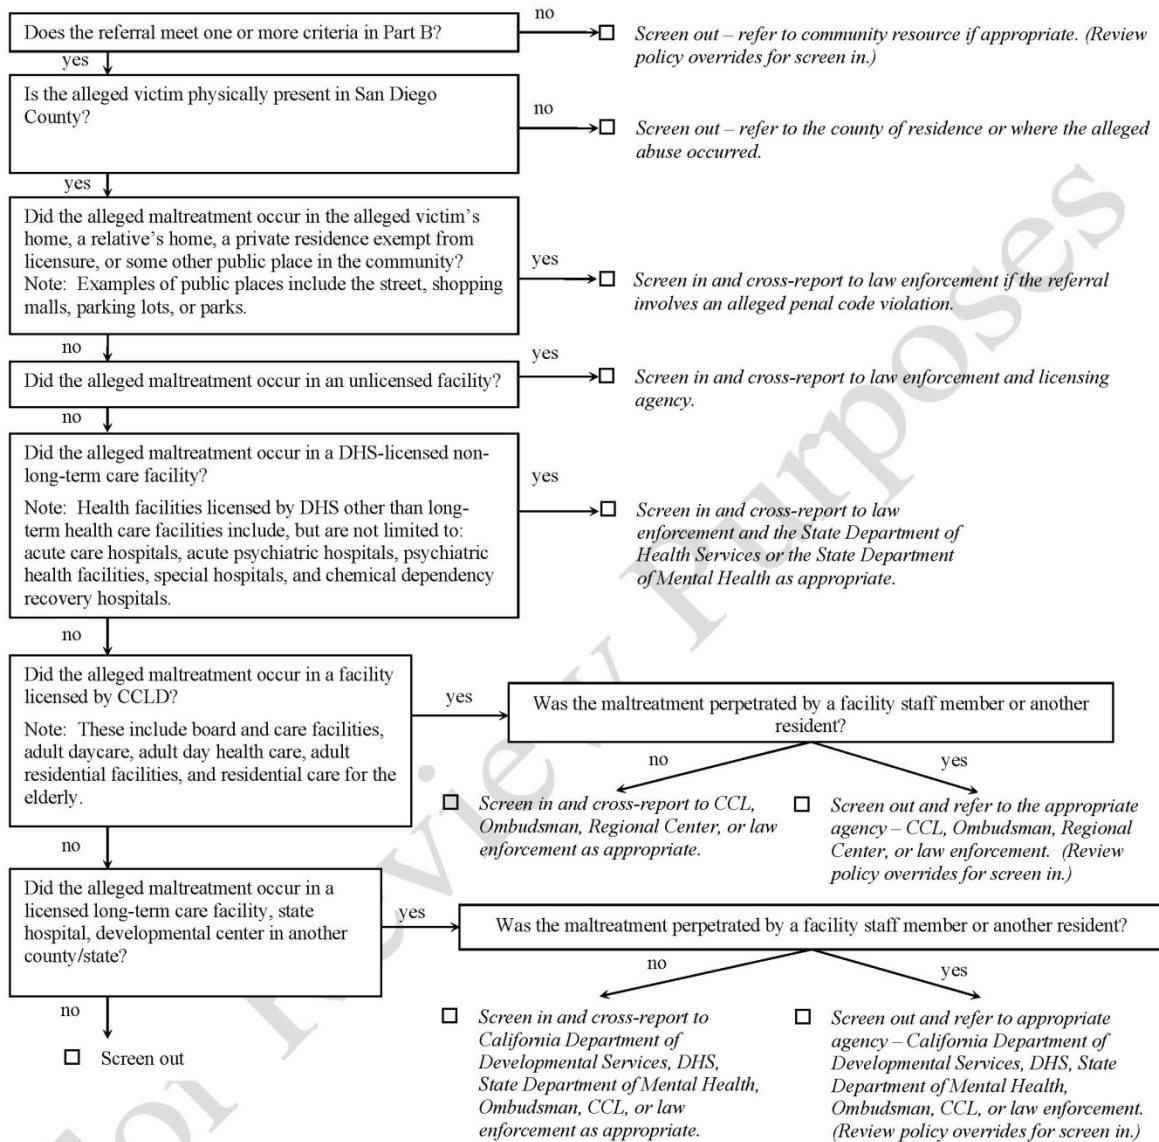 Does the referral meet one or more criteria in Part B?
no
☐ Screen out – refer to community resource if appropriate. (Review
policy overrides for screen in.)
yes
Is the alleged victim physically present in San Diego
County?
no
☐ Screen out – refer to the county of residence or where the alleged
abuse occurred.
yes
Did the alleged maltreatment occur in the alleged victim's
home, a relative's home, a private residence exempt from
licensure, or some other public place in the community?
Note: Examples of public places include the street, shopping
malls, parking lots, or parks.
yes
☐ Screen in and cross-report to law enforcement if the referral
involves an alleged penal code violation.
no
Did the alleged maltreatment occur in an unlicensed facility?
yes
☐ Screen in and cross-report to law enforcement and licensing
agency.
no
Did the alleged maltreatment occur in a DHS-licensed non-
long-term care facility?
Note: Health facilities licensed by DHS other than long-
term health care facilities include, but are not limited to:
acute care hospitals, acute psychiatric hospitals, psychiatric
health facilities, special hospitals, and chemical dependency
recovery hospitals.
yes
☐ Screen in and cross-report to law
enforcement and the State Department of
Health Services or the State Department
of Mental Health as appropriate.
no
Did the alleged maltreatment occur in a facility
licensed by CCLD?
Note: These include board and care facilities,
adult daycare, adult day health care, adult
residential facilities, and residential care for the
elderly.
yes
Was the maltreatment perpetrated by a facility staff member or another
resident?
no
☐ Screen in and cross-report to CCL,
Ombudsman, Regional Center, or law
enforcement as appropriate.
yes
☐ Screen out and refer to the appropriate
agency – CCL, Ombudsman, Regional
Center, or law enforcement. (Review
policy overrides for screen in.)
no
Did the alleged maltreatment occur in a
licensed long-term care facility, state
hospital, developmental center in another
county/state?
yes
Was the maltreatment perpetrated by a facility staff member or another resident?
no
☐ Screen in and cross-report to
California Department of
Developmental Services, DHS,
State Department of Mental Health,
Ombudsman, CCL, or law
enforcement as appropriate.
yes
☐ Screen out and refer to appropriate
agency – California Department of
Developmental Services, DHS, State
Department of Mental Health,
Ombudsman, CCL, or law enforcement.
(Review policy overrides for screen in.)
no
☐ Screen out
For Review Purposes